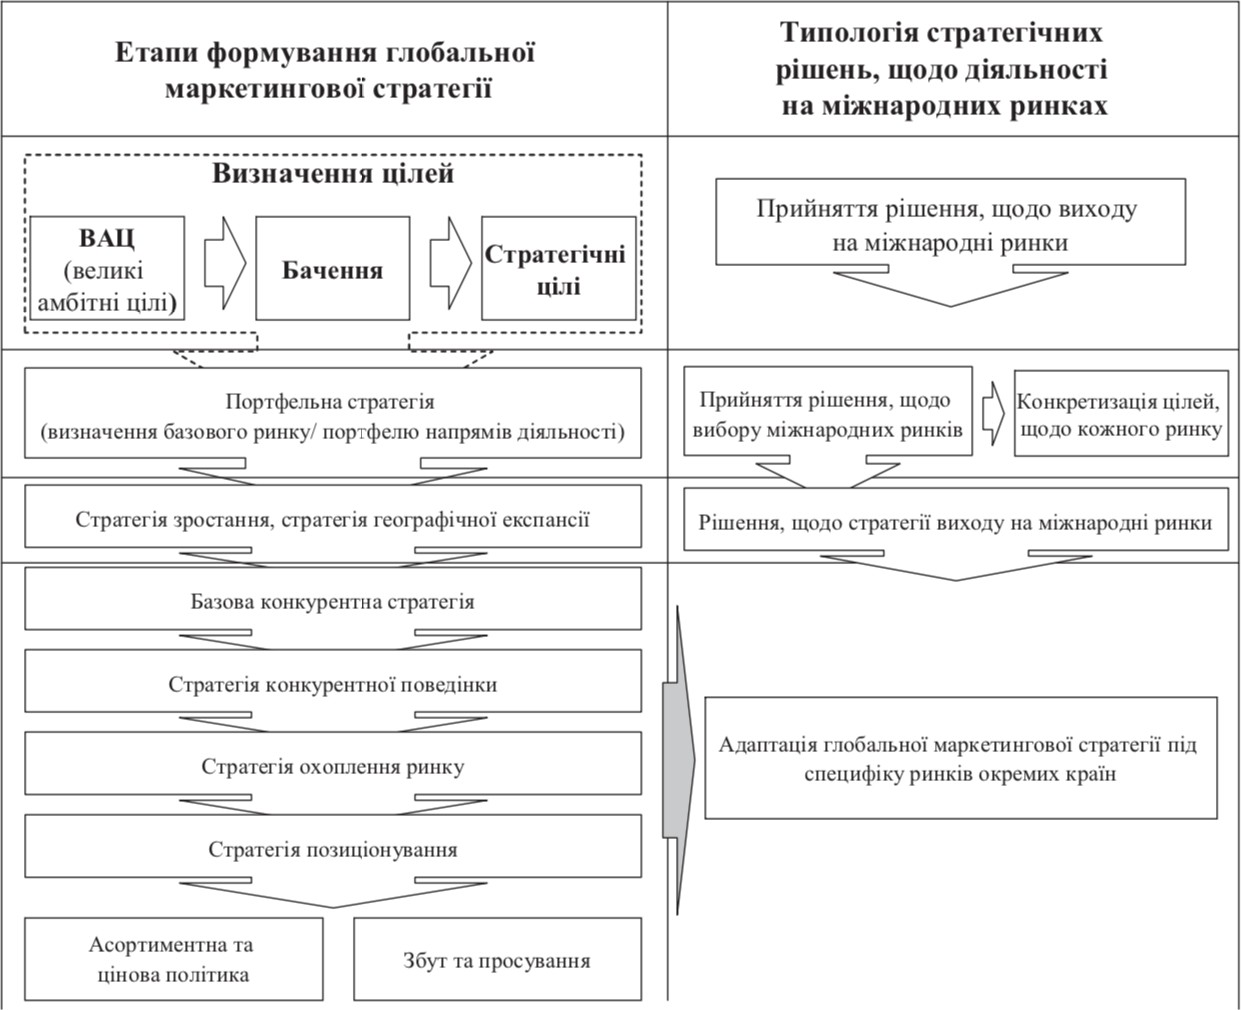 Етапи формування глобальної
маркетингової стратегії
Типологія стратегічних
рішень, щодо діяльності
на міжнародних ринках
Визначення цілей
ВАЦ
(великі
амбітні цілі)
Бачення
Стратегічні
цілі
Прийняття рішення, щодо виходу
на міжнародні ринки
Портфельна стратегія
(визначення базового ринку/ портфелю напрямів діяльності)
Прийняття рішення, щодо
вибору міжнародних ринків
Конкретизація цілей,
щодо кожного ринку
Стратегія зростання, стратегія географічної експансії
Рішення, щодо стратегії виходу на міжнародні ринки
Базова конкурентна стратегія
Стратегія конкурентної поведінки
Стратегія охоплення ринку
Стратегія позиціонування
Адаптація глобальної маркетингової стратегії під
специфіку ринків окремих країн
Асортиментна та
цінова політика
Збут та просування